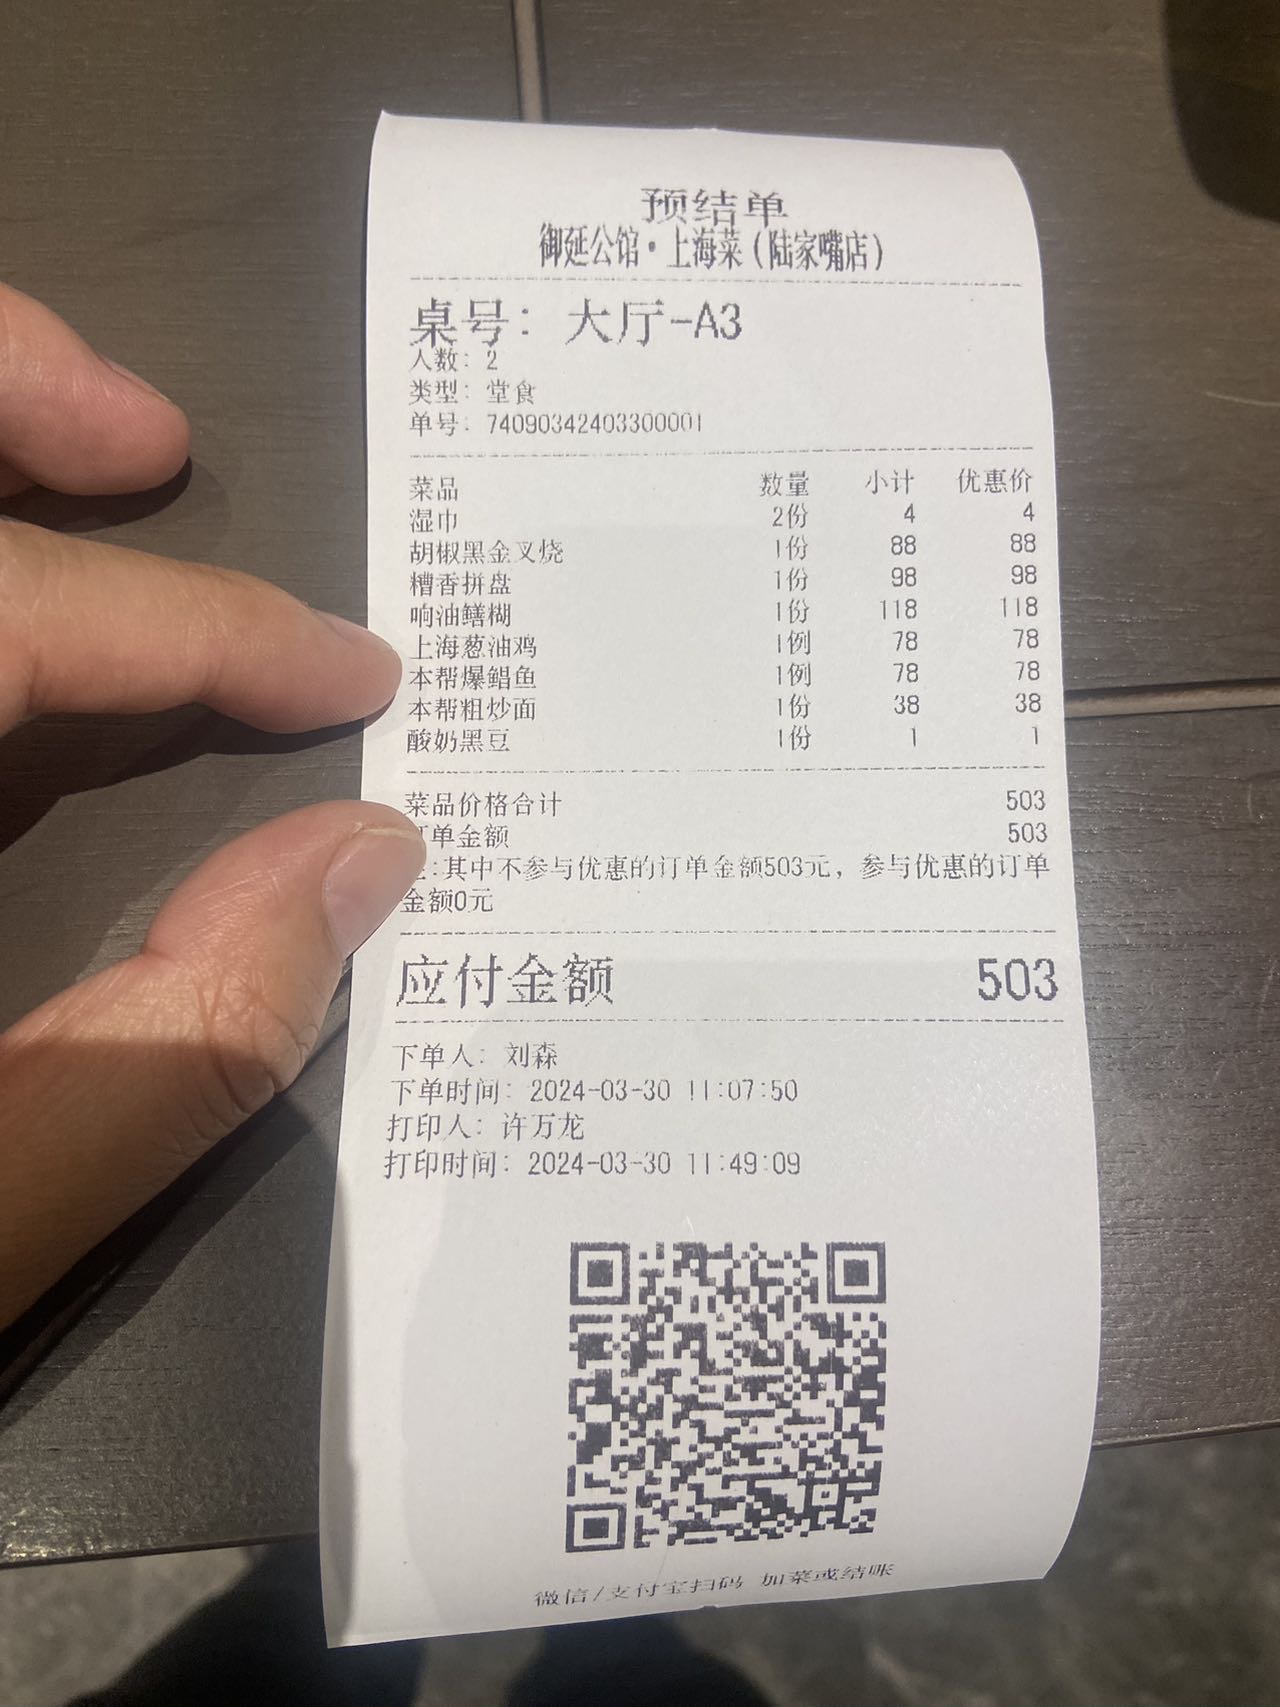 预结单
御延公馆·上海菜(陆家嘴店)
桌号: 大厅-A3
人数: 2
类型: 堂食
单号: 74090342403300001
菜品 数量 小计 优惠价
湿巾 2份 4 4
胡椒黑金叉烧 1份 88 88
糟香拼盘 1份 98 98
响油鳝糊 1份 118 118
上海葱油鸡 1例 78 78
本帮爆鲳鱼 1例 78 78
本帮粗炒面 1份 38 38
酸奶黑豆 1份 1 1
菜品价格合计 503
订单金额 503
:其中不参与优惠的订单金额503元，参与优惠的订单
金额0元
应付金额 503
下单人: 刘森
下单时间: 2024-03-30 11:07:50
打印人: 许万龙
打印时间: 2024-03-30 11:49:09
微信/支付宝扫码 加菜或结账